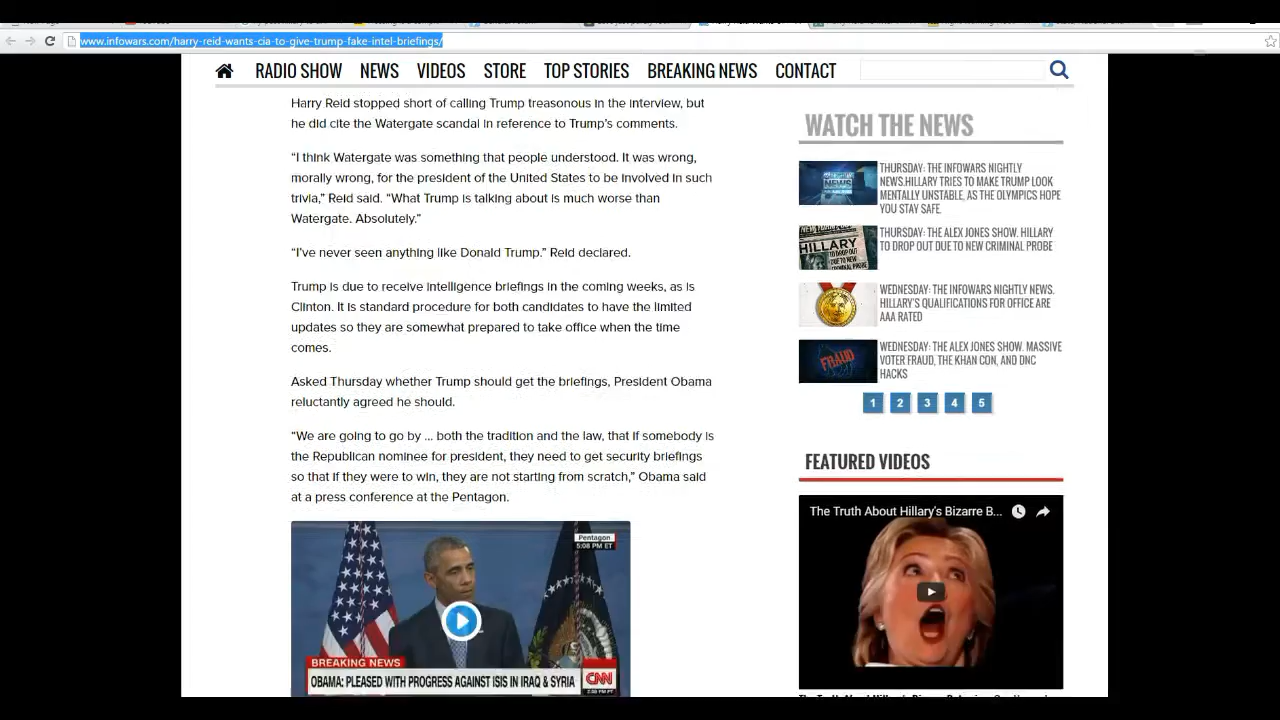 www.infowars.com/harry-reid-wants-cia-to-give-trump-fake-intel-briefings/
RADIO SHOW NEWS VIDEOS STORE TOP STORIES BREAKING NEWS CONTACT
Harry Reid stopped short of calling Trump treasonous in the interview, but
he did cite the Watergate scandal in reference to Trump's comments.
“I think Watergate was something that people understood. It was wrong,
morally wrong, for the president of the United States to be involved in such
trivia,” Reid said. “What Trump is talking about is much worse than
Watergate. Absolutely.”
“I've never seen anything like Donald Trump.” Reid declared.
Trump is due to receive intelligence briefings in the coming weeks, as is
Clinton. It is standard procedure for both candidates to have the limited
updates so they are somewhat prepared to take office when the time
comes.
Asked Thursday whether Trump should get the briefings, President Obama
reluctantly agreed he should.
“We are going to go by ... both the tradition and the law, that if somebody is
the Republican nominee for president, they need to get security briefings
so that if they were to win, they are not starting from scratch,” Obama said
at a press conference at the Pentagon.
Pentagon
5:08 PM ET
BREAKING NEWS
OBAMA: PLEASED WITH PROGRESS AGAINST ISIS IN IRAQ & SYRIA
CNN
WATCH THE NEWS
THURSDAY: THE INFOWARS NIGHTLY
NEWS.HILLARY TRIES TO MAKE TRUMP LOOK
MENTALLY UNSTABLE, AS THE OLYMPICS HOPE
YOU STAY SAFE.
NEWS
THURSDAY: THE ALEX JONES SHOW. HILLARY
TO DROP OUT DUE TO NEW CRIMINAL PROBE
HILLARY
TO DROP OUT
WEDNESDAY: THE INFOWARS NIGHTLY NEWS.
HILLARY'S QUALIFICATIONS FOR OFFICE ARE
AAA RATED
WEDNESDAY: THE ALEX JONES SHOW. MASSIVE
VOTER FRAUD, THE KHAN CON, AND DNC
HACKS
FRAUD
1 2 3 4 5
FEATURED VIDEOS
The Truth About Hillary's Bizarre B...